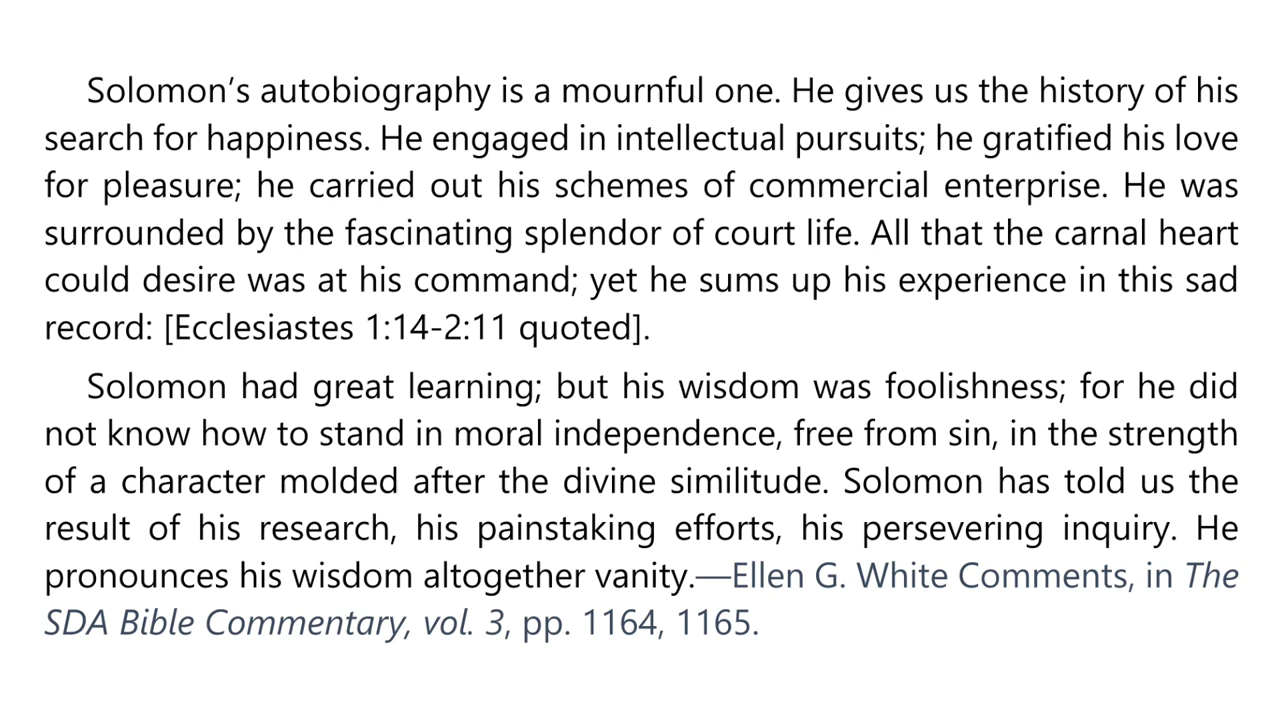 Solomon’s autobiography is a mournful one. He gives us the history of his
search for happiness. He engaged in intellectual pursuits; he gratified his love
for pleasure; he carried out his schemes of commercial enterprise. He was
surrounded by the fascinating splendor of court life. All that the carnal heart
could desire was at his command; yet he sums up his experience in this sad
record: [Ecclesiastes 1:14-2:11 quoted].
Solomon had great learning; but his wisdom was foolishness; for he did
not know how to stand in moral independence, free from sin, in the strength
of a character molded after the divine similitude. Solomon has told us the
result of his research, his painstaking efforts, his persevering inquiry. He
pronounces his wisdom altogether vanity.—Ellen G. White Comments, in The
SDA Bible Commentary, vol. 3, pp. 1164, 1165.